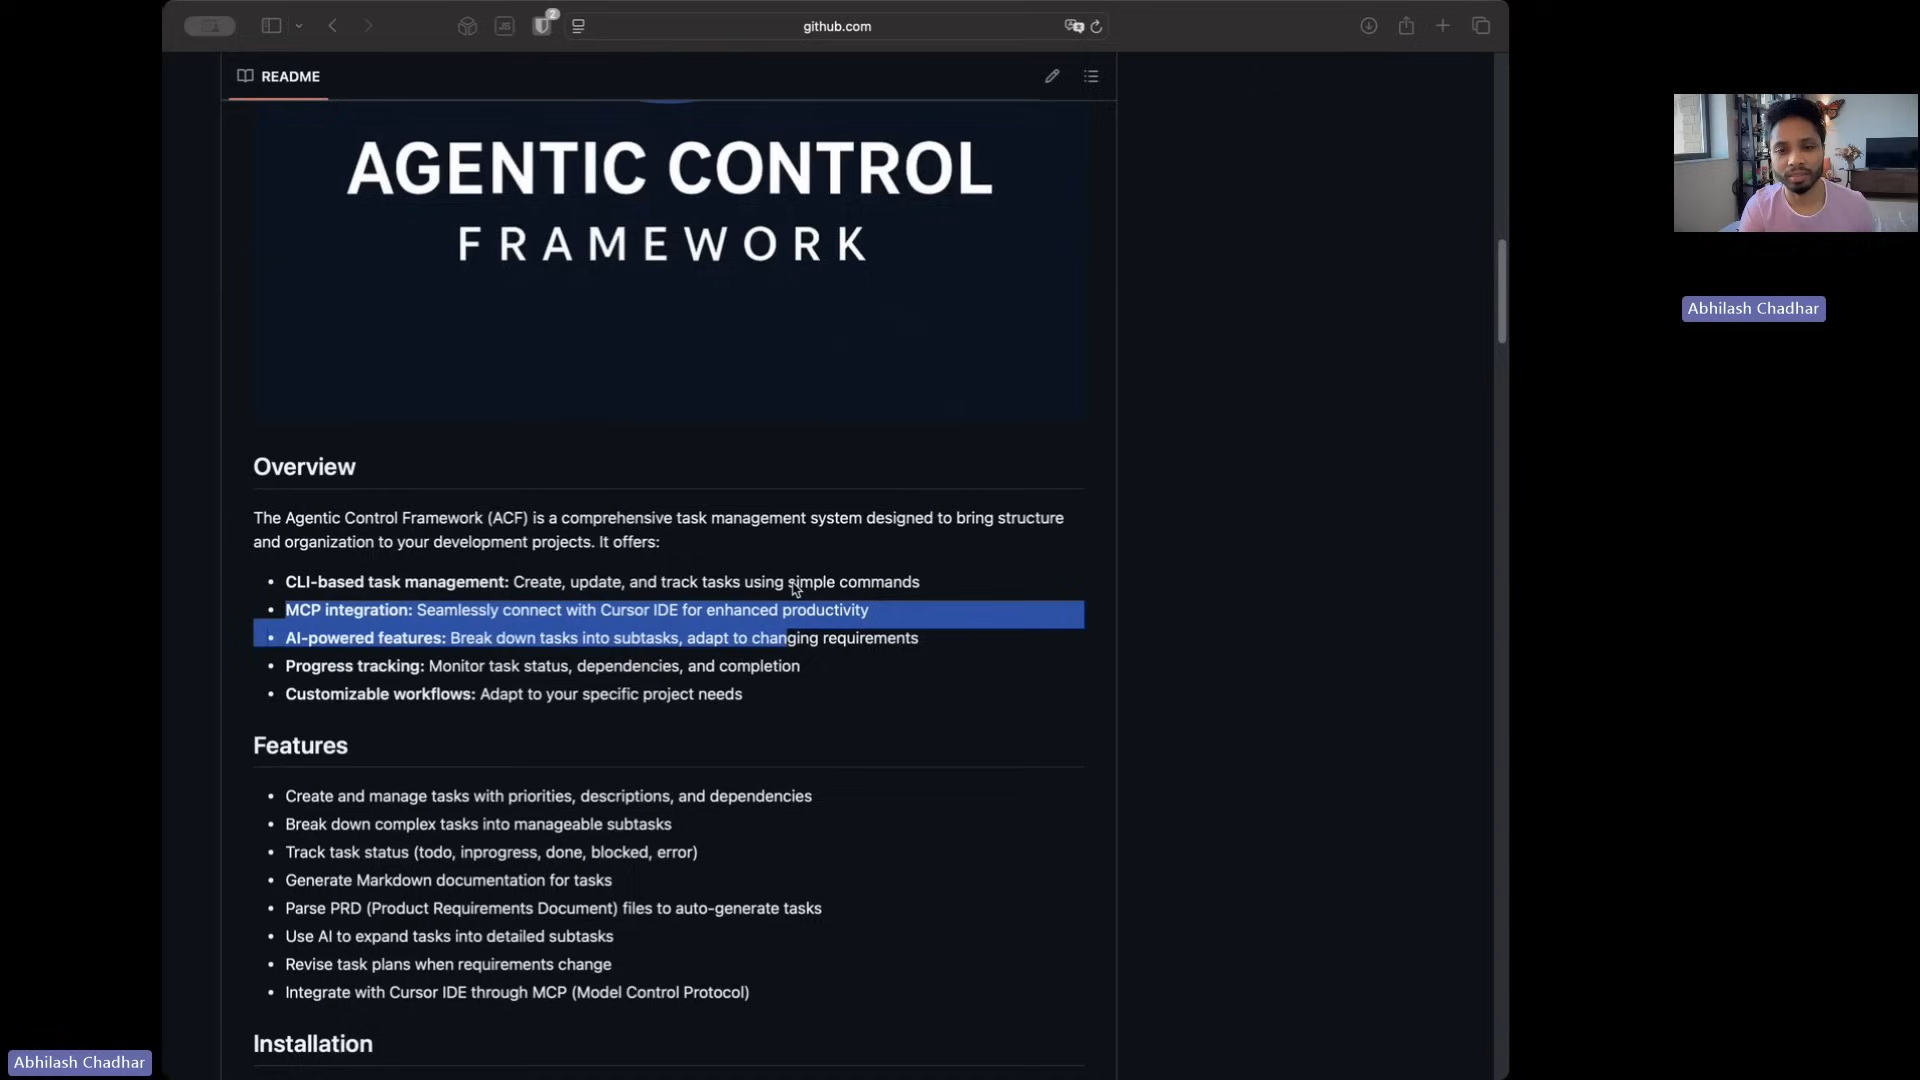 2
github.com
README
AGENTIC CONTROL
FRAMEWORK
Overview
The Agentic Control Framework (ACF) is a comprehensive task management system designed to bring structure
and organization to your development projects. It offers:
• CLI-based task management: Create, update, and track tasks using simple commands
• MCP integration: Seamlessly connect with Cursor IDE for enhanced productivity
• AI-powered features: Break down tasks into subtasks, adapt to changing requirements
• Progress tracking: Monitor task status, dependencies, and completion
• Customizable workflows: Adapt to your specific project needs
Features
• Create and manage tasks with priorities, descriptions, and dependencies
• Break down complex tasks into manageable subtasks
• Track task status (todo, inprogress, done, blocked, error)
• Generate Markdown documentation for tasks
• Parse PRD (Product Requirements Document) files to auto-generate tasks
• Use AI to expand tasks into detailed subtasks
• Revise task plans when requirements change
• Integrate with Cursor IDE through MCP (Model Control Protocol)
Installation
Abhilash Chadhar
Abhilash Chadhar